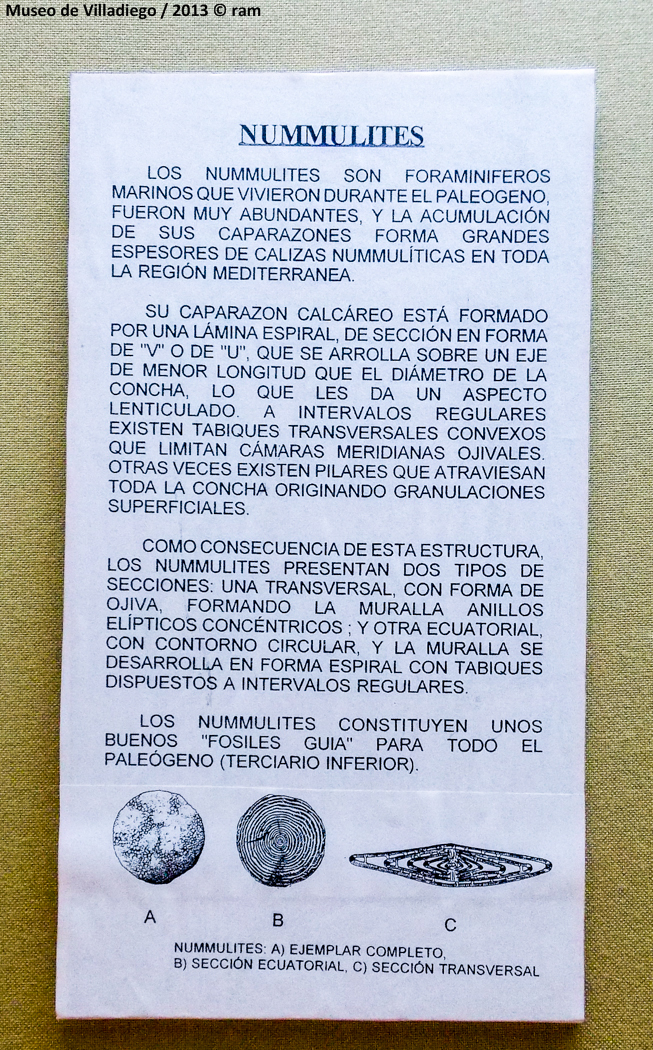 Museo de Villadiego / 2013 © ram
NUMMULITES
LOS NUMMULITES SON FORAMINIFEROS
MARINOS QUE VIVIERON DURANTE EL PALEOGENO,
FUERON MUY ABUNDANTES, Y LA ACUMULACIÓN
DE SUS CAPARAZONES FORMA GRANDES
ESPESORES DE CALIZAS NUMMULÍTICAS EN TODA
LA REGIÓN MEDITERRANEA.
SU CAPARAZON CALCÁREO ESTÁ FORMADO
POR UNA LÁMINA ESPIRAL, DE SECCIÓN EN FORMA
DE "V" O DE "U", QUE SE ARROLLA SOBRE UN EJE
DE MENOR LONGITUD QUE EL DIÁMETRO DE LA
CONCHA, LO QUE LES DA UN ASPECTO
LENTICULADO. A INTERVALOS REGULARES
EXISTEN TABIQUES TRANSVERSALES CONVEXOS
QUE LIMITAN CÁMARAS MERIDIANAS OJIVALES.
OTRAS VECES EXISTEN PILARES QUE ATRAVIESAN
TODA LA CONCHA ORIGINANDO GRANULACIONES
SUPERFICIALES.
COMO CONSECUENCIA DE ESTA ESTRUCTURA,
LOS NUMMULITES PRESENTAN DOS TIPOS DE
SECCIONES: UNA TRANSVERSAL, CON FORMA DE
OJIVA, FORMANDO LA MURALLA ANILLOS
ELÍPTICOS CONCÉNTRICOS ; Y OTRA ECUATORIAL,
CON CONTORNO CIRCULAR, Y LA MURALLA SE
DESARROLLA EN FORMA ESPIRAL CON TABIQUES
DISPUESTOS A INTERVALOS REGULARES.
LOS NUMMULITES CONSTITUYEN UNOS
BUENOS "FOSILES GUIA" PARA TODO EL
PALEÓGENO (TERCIARIO INFERIOR).
A B C
NUMMULITES: A) EJEMPLAR COMPLETO,
B) SECCIÓN ECUATORIAL, C) SECCIÓN TRANSVERSAL